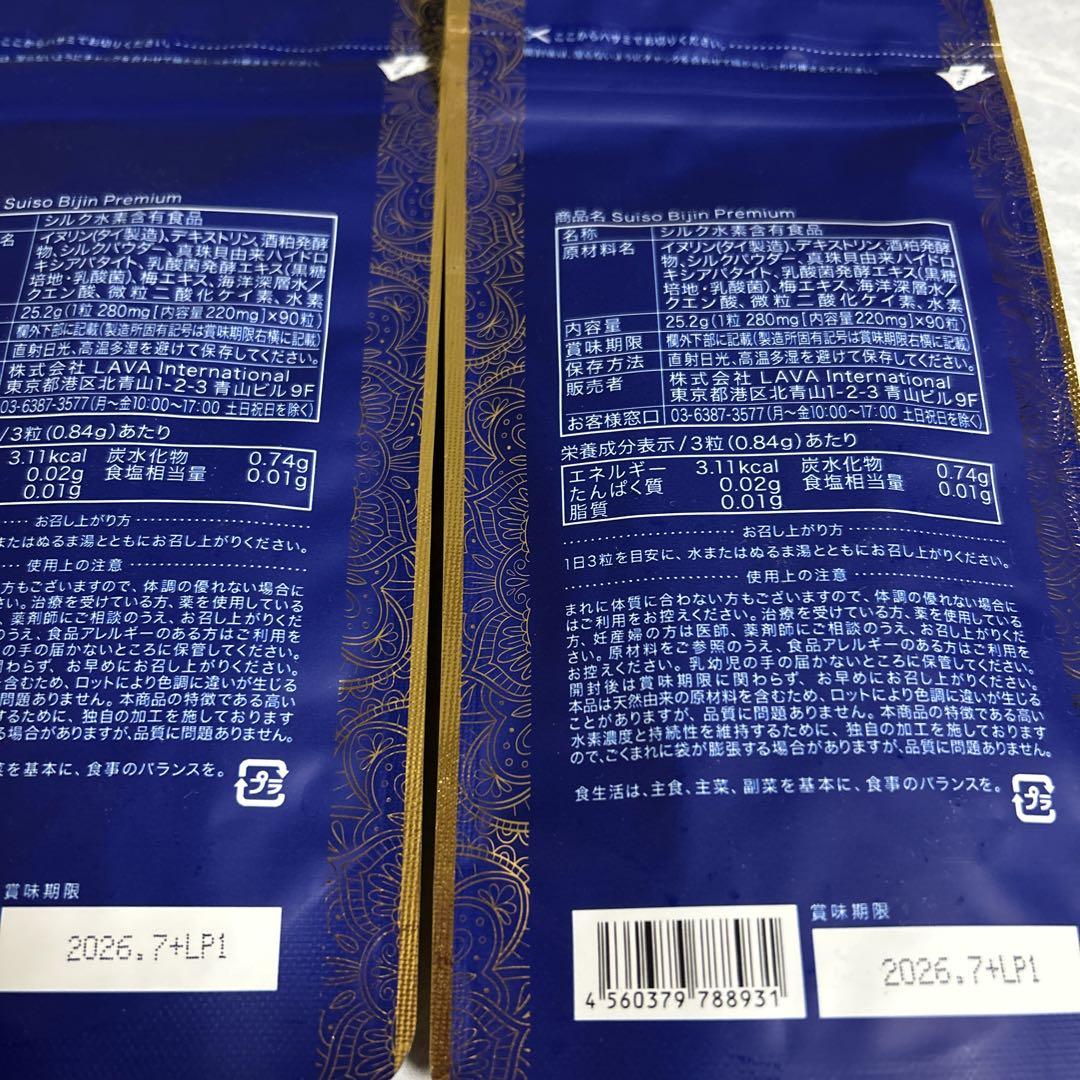 ここからハサミでお切りください。
Suiso Bijin Premium
シルク水素含有食品
名 イヌリン(タイ製造)、デキストリン、酒粕発酵
物、シルクパウダー、真珠貝由来ハイドロ
キシアパタイト、乳酸菌発酵エキス(黒糖
培地・乳酸菌)、梅エキス、海洋深層水/
クエン酸、微粒二酸化ケイ素、水素
25.2g(1粒 280mg[内容量220mg]×90粒)
欄外下部に記載(製造所固有記号は賞味期限右横に記載)
直射日光、高温多湿を避けて保存してください。
株式会社 LAVA International
東京都港区北青山1-2-3 青山ビル9F
03-6387-3577(月〜金10:00〜17:00 土日祝日を除く)
/3粒(0.84g)あたり
3.11kcal 炭水化物 0.74g
0.02g 食塩相当量 0.01g
0.01g
お召し上がり方
またはぬるま湯とともにお召し上がりください。
使用上の注意
方もございますので、体調の優れない場合に
さい。治療を受けている方、薬を使用している
、薬剤師にご相談のうえ、お召し上がりくだ
のうえ、食品アレルギーのある方はご利用を
の手の届かないところに保管してください。
関わらず、お早めにお召し上がりください。
を含むため、ロットにより色調に違いが生じる
問題ありません。本商品の特徴である高い
するために、独自の加工を施しております
る場合がありますが、品質に問題ありません。
菜を基本に、食事のバランスを。
プラ
賞味期限
2026.7+LP1
ここからハサミでお切りください。
商品名 Suiso Bijin Premium
名称 シルク水素含有食品
原材料名 イヌリン(タイ製造)、デキストリン、酒粕発酵
物、シルクパウダー、真珠貝由来ハイドロ
キシアパタイト、乳酸菌発酵エキス(黒糖
培地・乳酸菌)、梅エキス、海洋深層水/
クエン酸、微粒二酸化ケイ素、水素
内容量 25.2g(1粒 280mg[内容量220mg]×90粒)
賞味期限 欄外下部に記載(製造所固有記号は賞味期限右横に記載)
保存方法 直射日光、高温多湿を避けて保存してください。
販売者 株式会社 LAVA International
東京都港区北青山1-2-3 青山ビル9F
お客様窓口 03-6387-3577(月〜金10:00〜17:00 土日祝日を除く)
栄養成分表示/3粒(0.84g)あたり
エネルギー 3.11kcal 炭水化物 0.74g
たんぱく質 0.02g 食塩相当量 0.01g
脂質 0.01g
お召し上がり方
1日3粒を目安に、水またはぬるま湯とともにお召し上がりください。
使用上の注意
まれに体質に合わない方もございますので、体調の優れない場合に
はご利用をお控えください。治療を受けている方、薬を使用している
方、妊産婦の方は医師、薬剤師にご相談のうえ、お召し上がりくだ
さい。原材料をご参照のうえ、食品アレルギーのある方はご利用を
お控えください。乳幼児の手の届かないところに保管してください。
開封後は賞味期限に関わらず、お早めにお召し上がりください。
本品は天然由来の原材料を含むため、ロットにより色調に違いが生じる
ことがありますが、品質に問題ありません。本商品の特徴である高い
水素濃度と持続性を維持するために、独自の加工を施しております
ので、ごくまれに袋が膨張する場合がありますが、品質に問題ありません。
食生活は、主食、主菜、副菜を基本に、食事のバランスを。
プラ
賞味期限
2026.7+LP1
4 560379 788931